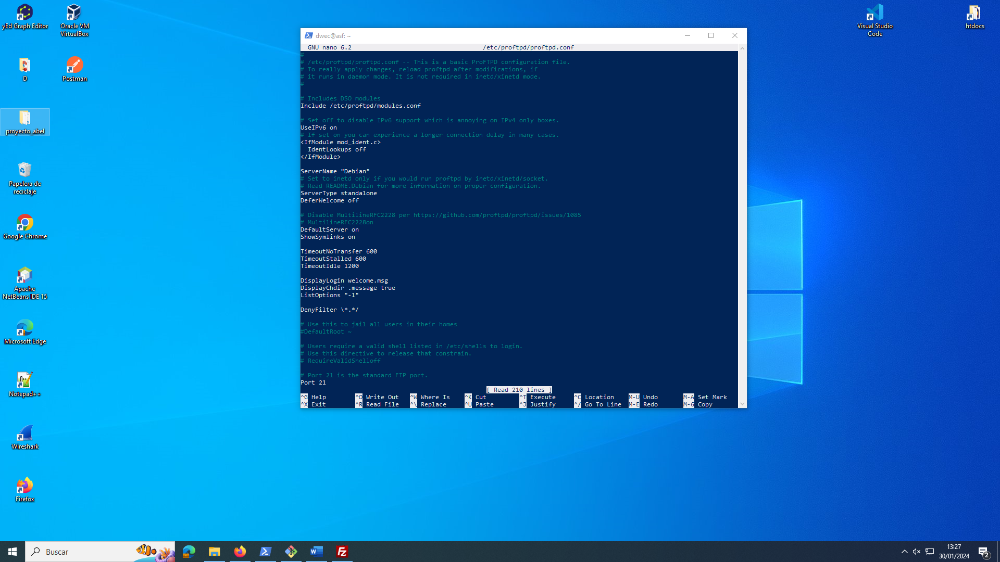 yEd Graph Editor
Oracle VM
VirtualBox
Visual Studio
Code
htdocs
D
Postman
proyecto_abel
Papelera de
reciclaje
Google Chrome
Apache
NetBeans IDE 15
Microsoft Edge
Notepad++
Wireshark
Firefox
dwec@asf: ~
GNU nano 6.2 /etc/proftpd/proftpd.conf
#
# /etc/proftpd/proftpd.conf -- This is a basic ProFTPD configuration file.
# To really apply changes, reload proftpd after modifications, if
# it runs in daemon mode. It is not required in inetd/xinetd mode.
#
# Includes DSO modules
Include /etc/proftpd/modules.conf
# Set off to disable IPv6 support which is annoying on IPv4 only boxes.
UseIPv6 on
# If set on you can experience a longer connection delay in many cases.
<IfModule mod_ident.c>
  IdentLookups off
</IfModule>
ServerName "Debian"
# Set to inetd only if you would run proftpd by inetd/xinetd/socket.
# Read README.Debian for more information on proper configuration.
ServerType standalone
DeferWelcome off
# Disable MultilineRFC2228 per https://github.com/proftpd/proftpd/issues/1085
# MultilineRFC2228on
DefaultServer on
ShowSymlinks on
TimeoutNoTransfer 600
TimeoutStalled 600
TimeoutIdle 1200
DisplayLogin welcome.msg
DisplayChdir .message true
ListOptions "-l"
DenyFilter \*.*/
# Use this to jail all users in their homes
#DefaultRoot ~
# Users require a valid shell listed in /etc/shells to login.
# Use this directive to release that constrain.
# RequireValidShelloff
# Port 21 is the standard FTP port.
Port 21
[ Read 210 lines ]
^G Help ^O Write Out ^W Where Is ^K Cut ^T Execute ^C Location M-U Undo M-A Set Mark
^X Exit ^R Read File ^\ Replace ^U Paste ^J Justify ^/ Go To Line M-E Redo M-6 Copy
Buscar
13:27
30/01/2024
2